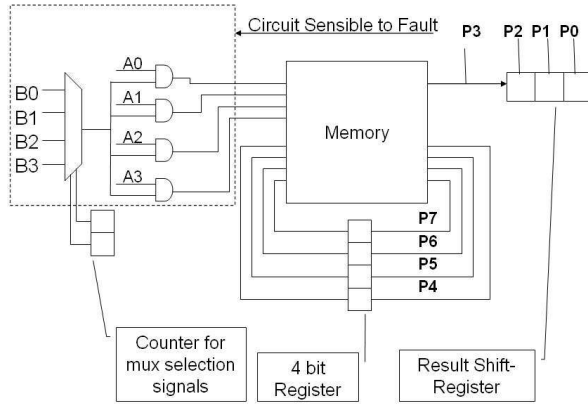 Circuit Sensible to Fault
P3 P2 P1 P0
A0
B0
A1
B1
Memory
A2
B2
B3
A3
P7
P6
P5
P4
Counter for
mux selection
signals
4 bit
Register
Result Shift-
Register